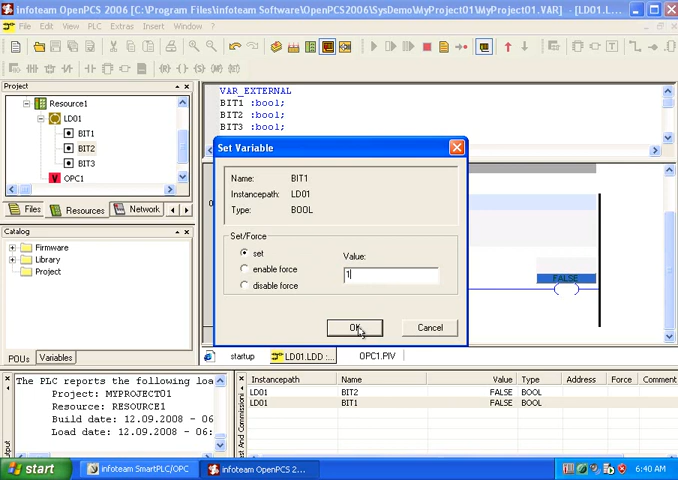 infoteam OpenPCS 2006 [C:\Program Files\infoteam Software\OpenPCS2006\SysDemo\MyProject01\MyProject01.VAR] - [LD01.L...
File Edit View PLC Extras Insert Window ?
Project
Resource1
LD01
BIT1
BIT2
BIT3
OPC1
Files Resources Network
Catalog
Firmware
Library
Project
POUs Variables
VAR_EXTERNAL
BIT1 :bool;
BIT2 :bool;
BIT3 :bool;
Set Variable
Name: BIT1
Instancepath: LD01
Type: BOOL
Set/Force
set
enable force
disable force
Value:
1
OK Cancel
FALSE
startup LD01.LDD :... OPC1.PIV
The PLC reports the following loa
Project: MYPROJECT01
Resource: RESOURCE1
Build date: 12.09.2008 - 06
Load date: 12.09.2008 - 06:
Instancepath Name Value Type Address Force Comment
LD01 BIT2 FALSE BOOL
LD01 BIT1 FALSE BOOL
start infoteam SmartPLC/OPC infoteam OpenPCS 2... 6:40 AM